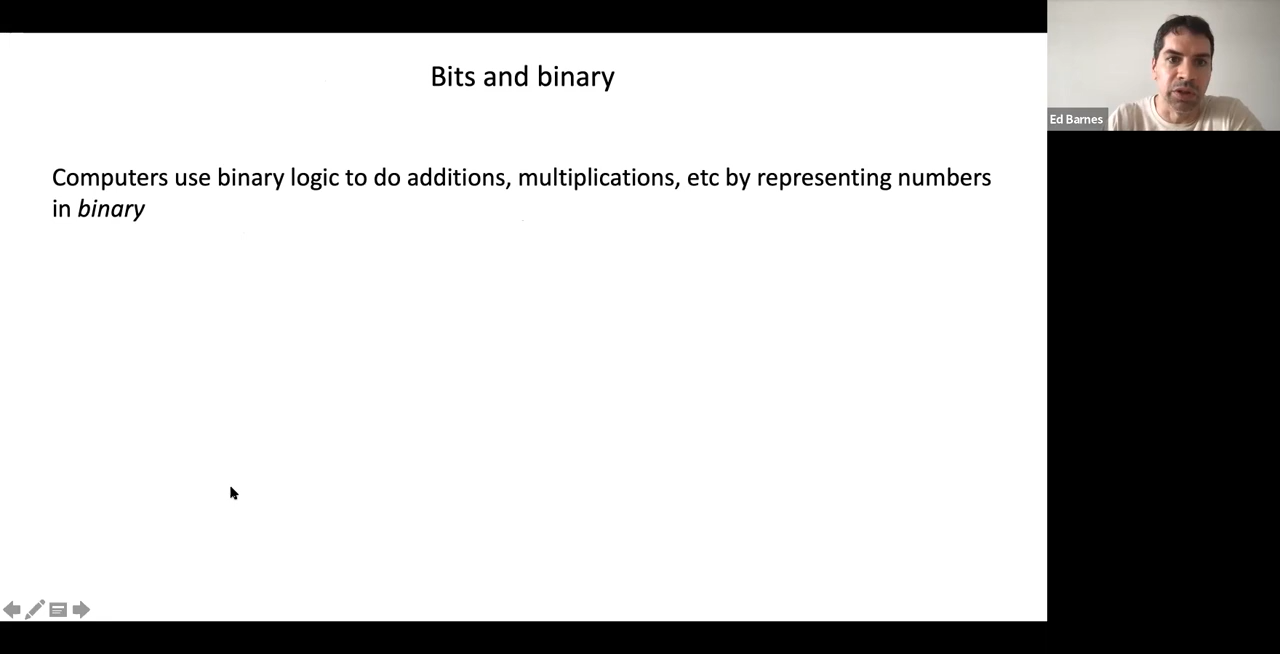 Bits and binary
Computers use binary logic to do additions, multiplications, etc by representing numbers
in binary
Ed Barnes